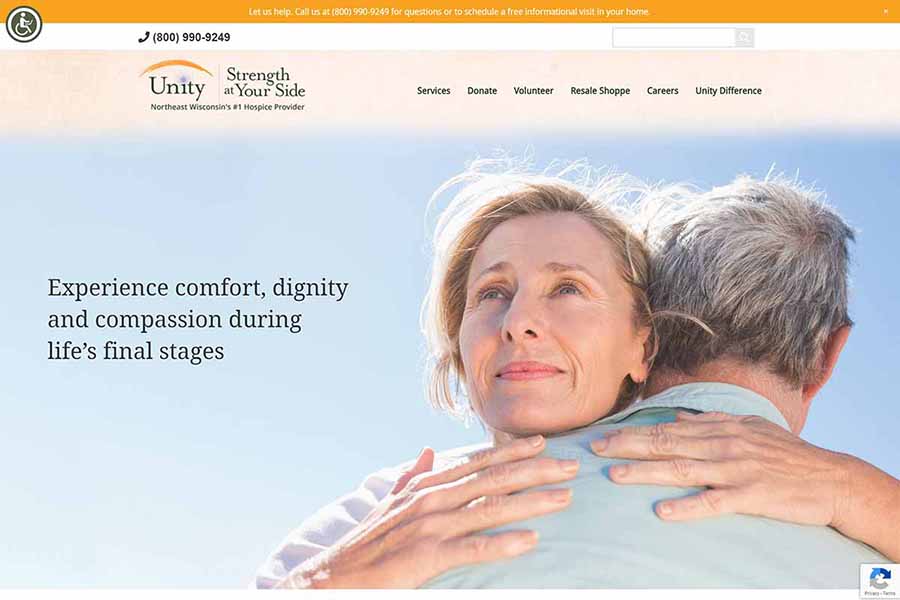 Let us help. Call us at (800) 990-9249 for questions or to schedule a free informational visit in your home.
×
(800) 990-9249
Unity
Strength
at Your Side
Northeast Wisconsin's #1 Hospice Provider
Services Donate Volunteer Resale Shoppe Careers Unity Difference
Experience comfort, dignity
and compassion during
life's final stages
Privacy - Terms